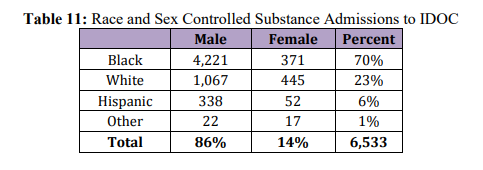 Table 11: Race and Sex Controlled Substance Admissions to IDOC
Male Female Percent
Black 4,221 371 70%
White 1,067 445 23%
Hispanic 338 52 6%
Other 22 17 1%
Total 86% 14% 6,533